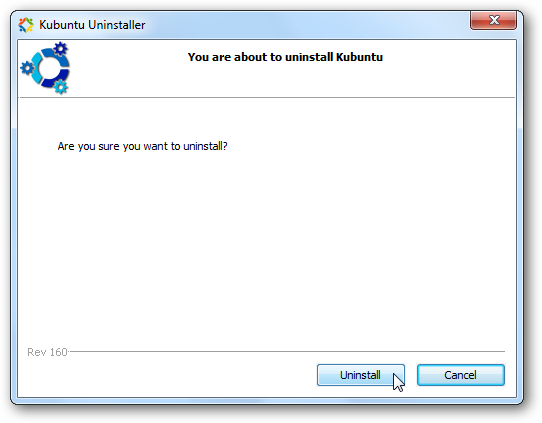 Kubuntu Uninstaller
You are about to uninstall Kubuntu
Are you sure you want to uninstall?
Rev 160
Uninstall
Cancel